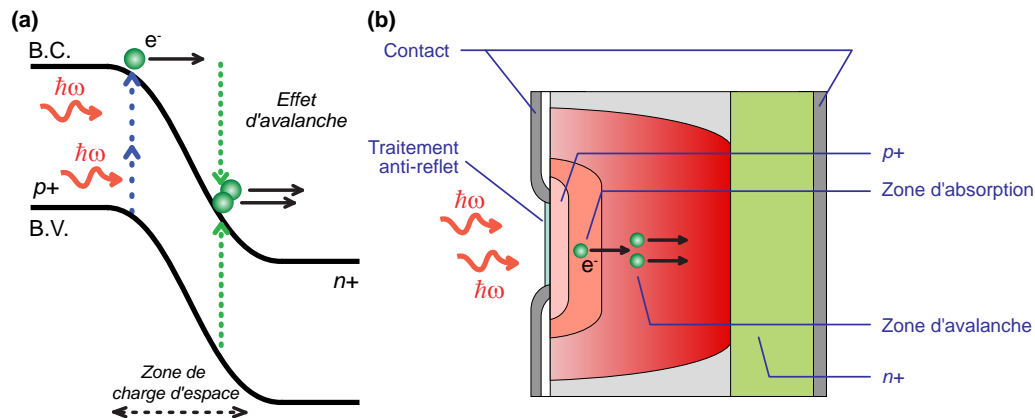 (a)
B.C.
e-
ħω
Effet
d'avalanche
ħω
p+
B.V.
n+
Zone de
charge d'espace
(b)
Contact
Traitement
anti-reflet
p+
Zone d'absorption
ħω
e-
ħω
Zone d'avalanche
n+